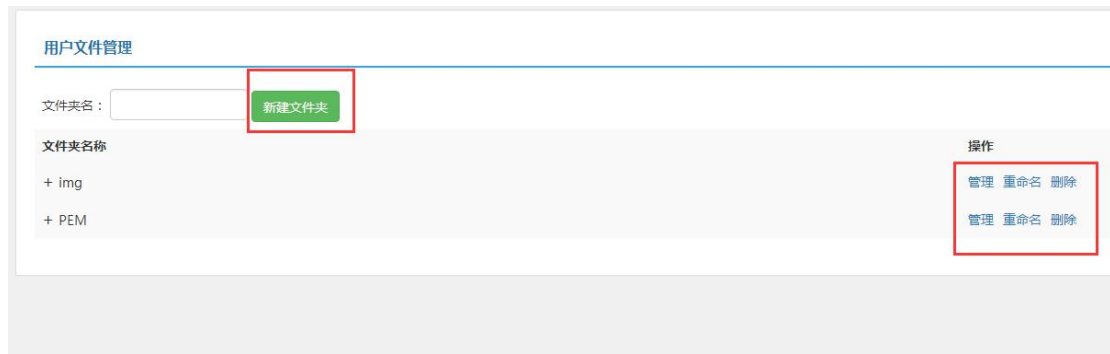 用户文件管理
文件夹名： 新建文件夹
文件夹名称 操作
+ img 管理 重命名 删除
+ PEM 管理 重命名 删除